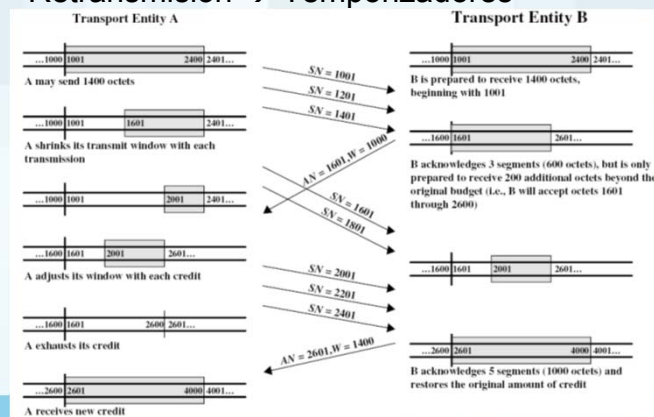 Retransmisión → Temporizadores
Transport Entity A
Transport Entity B
...1000 1001 2400 2401...
A may send 1400 octets
...1000 1001 1601 2401...
A shrinks its transmit window with each
transmission
...1000 1001 2001 2401...
...1600 1601 2001 2601...
A adjusts its window with each credit
...1600 1601 2600 2601...
A exhausts its credit
...2600 2601 4000 4001...
A receives new credit
SN = 1001
SN = 1201
SN = 1401
AN = 1601, W = 1000
SN = 1601
SN = 1801
SN = 2001
SN = 2201
SN = 2401
AN = 2601, W = 1400
...1000 1001 2400 2401...
B is prepared to receive 1400 octets,
beginning with 1001
...1600 1601 2601...
B acknowledges 3 segments (600 octets), but is only
prepared to receive 200 additional octets beyond the
original budget (i.e., B will accept octets 1601
through 2600)
...1600 1601 2001 2601...
...2600 2601 4000 4001...
B acknowledges 5 segments (1000 octets) and
restores the original amount of credit